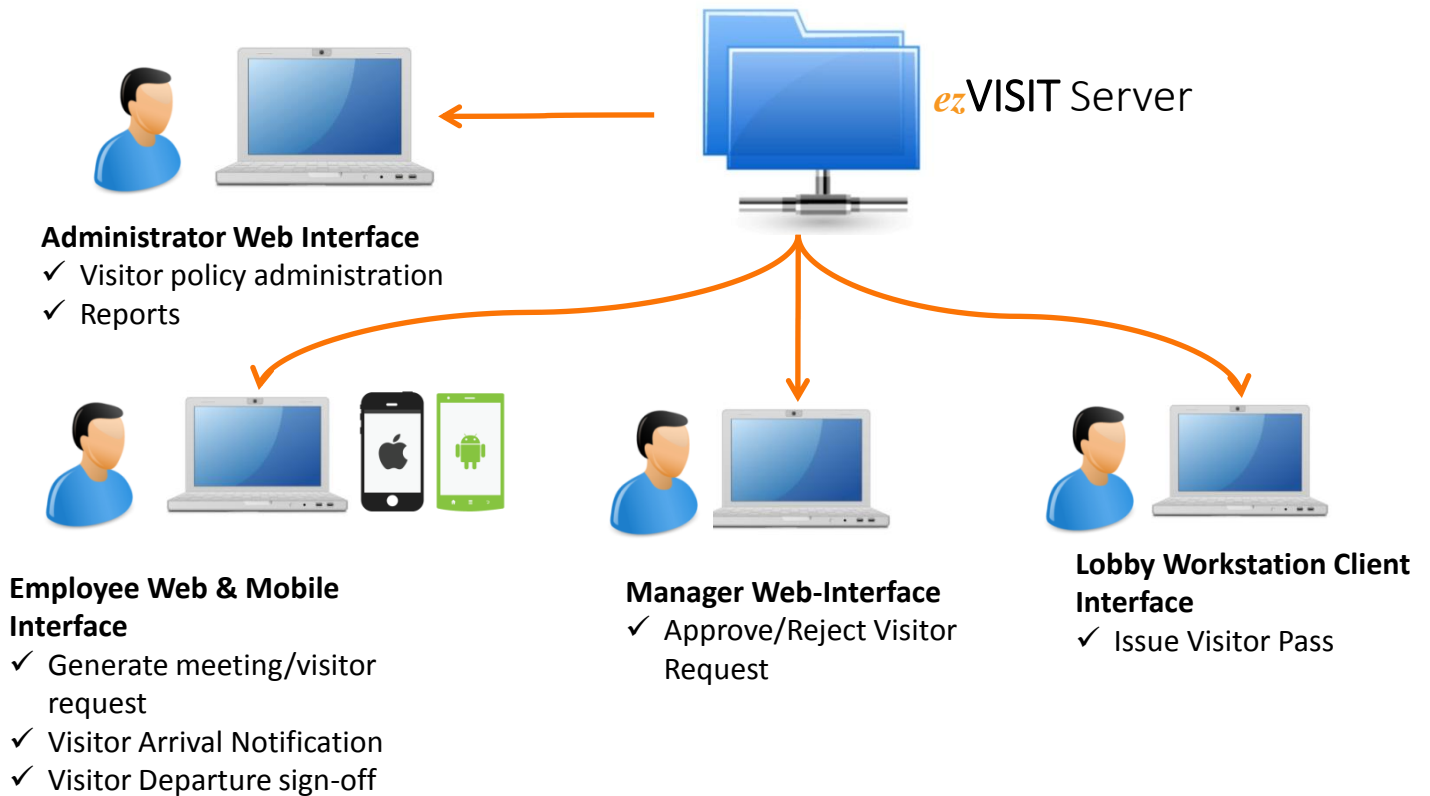 ezVISIT Server
Administrator Web Interface
✓ Visitor policy administration
✓ Reports
Employee Web & Mobile
Interface
✓ Generate meeting/visitor
request
✓ Visitor Arrival Notification
✓ Visitor Departure sign-off
Manager Web-Interface
✓ Approve/Reject Visitor
Request
Lobby Workstation Client
Interface
✓ Issue Visitor Pass